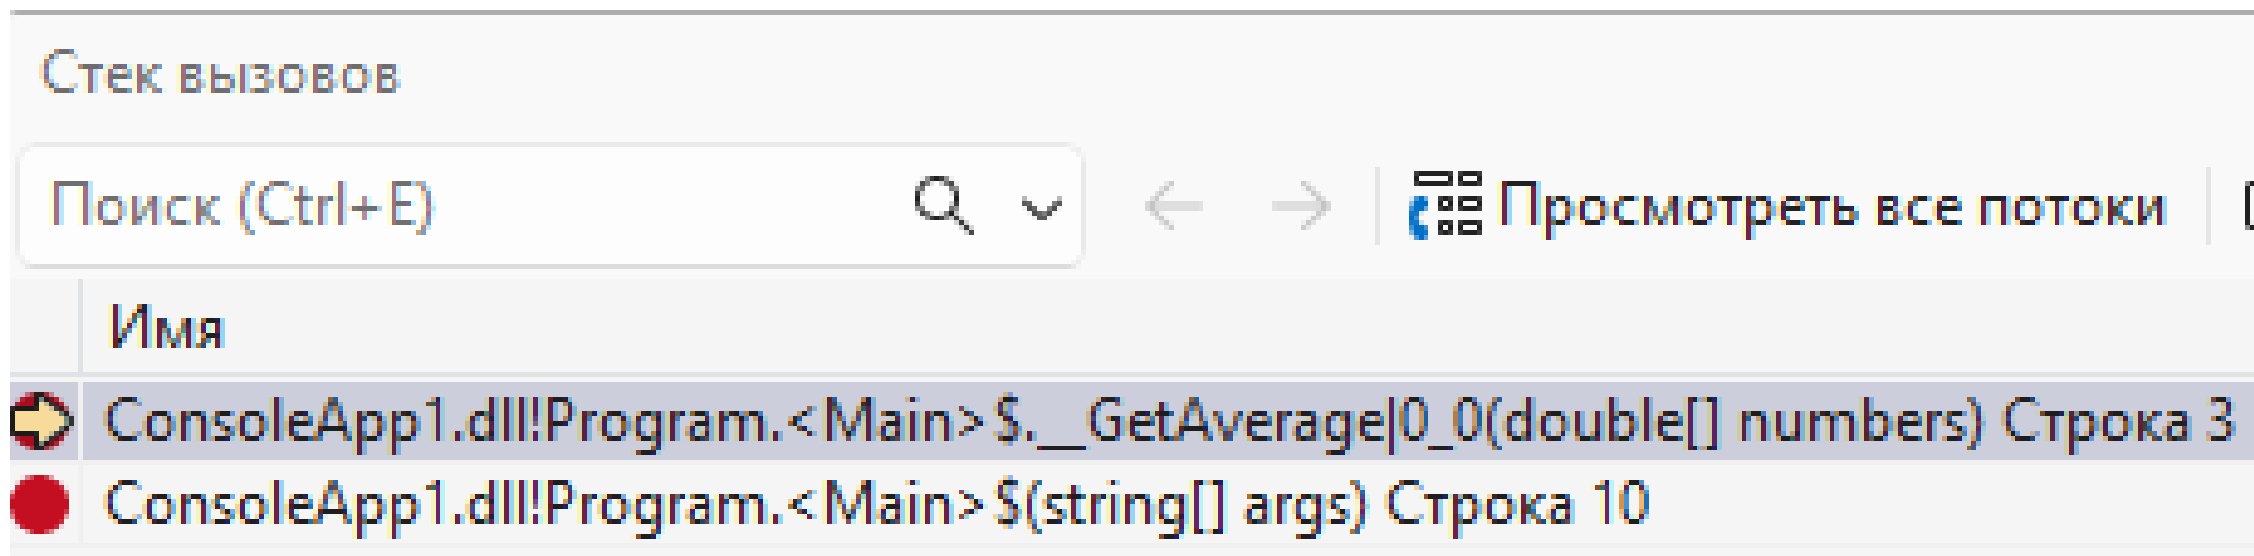 Стек вызовов
Поиск (Ctrl+E) Просмотреть все потоки
Имя
ConsoleApp1.dll!Program.<Main>$.__GetAverage|0_0(double[] numbers) Строка 3
ConsoleApp1.dll!Program.<Main>$(string[] args) Строка 10